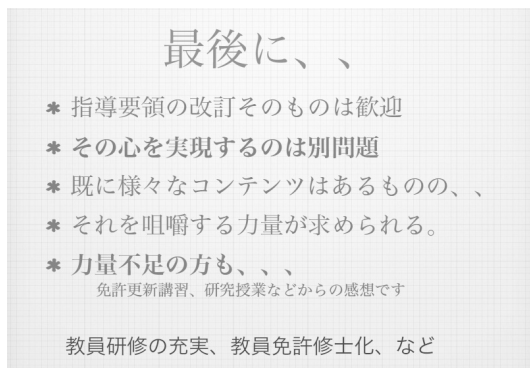 最後に、、
* 指導要領の改訂そのものは歓迎
* その心を実現するのは別問題
* 既に様々なコンテンツはあるものの、、
* それを咀嚼する力量が求められる。
* 力量不足の方も、、、
免許更新講習、研究授業などからの感想です
教員研修の充実、教員免許修士化、など